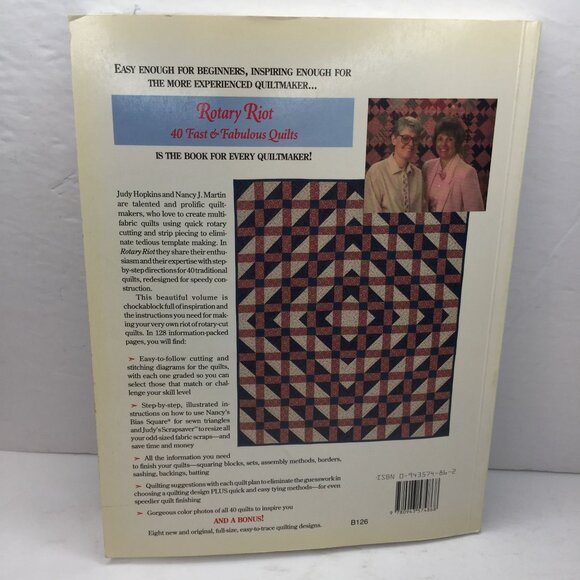 EASY ENOUGH FOR BEGINNERS, INSPIRING ENOUGH FOR
THE MORE EXPERIENCED QUILTMAKER...
Rotary Riot
40 Fast & Fabulous Quilts
IS THE BOOK FOR EVERY QUILTMAKER!
Judy Hopkins and Nancy J. Martin
are talented and prolific quilt-
makers, who love to create multi-
fabric quilts using quick rotary
cutting and strip piecing to elimi-
nate tedious template making. In
Rotary Riot they share their enthu-
siasm and their expertise with step-
by-step directions for 40 traditional
quilts, redesigned for speedy con-
struction.
This beautiful volume is
chockablock full of inspiration and
the instructions you need for mak-
ing your very own riot of rotary-cut
quilts. In 128 information-packed
pages, you will find:
➣ Easy-to-follow cutting and
stitching diagrams for the quilts,
with each one graded so you can
select those that match or chal-
lenge your skill level
➣ Step-by-step, illustrated in-
structions on how to use Nancy's
Bias Square® for sewn triangles
and Judy's Scrapsaver™ to resize all
your odd-sized fabric scraps—and
save time and money
➣ All the information you need
to finish your quilts—squaring blocks, sets, assembly methods, borders,
sashing, backings, batting
➣ Quilting suggestions with each quilt plan to eliminate the guesswork in
choosing a quilting design PLUS quick and easy tying methods—for even
speedier quilt finishing
➣ Gorgeous color photos of all 40 quilts to inspire you
AND A BONUS!
Eight new and original, full-size, easy-to-trace quilting designs.
B126
ISBN 0-943574-86-2
9 780943 574868